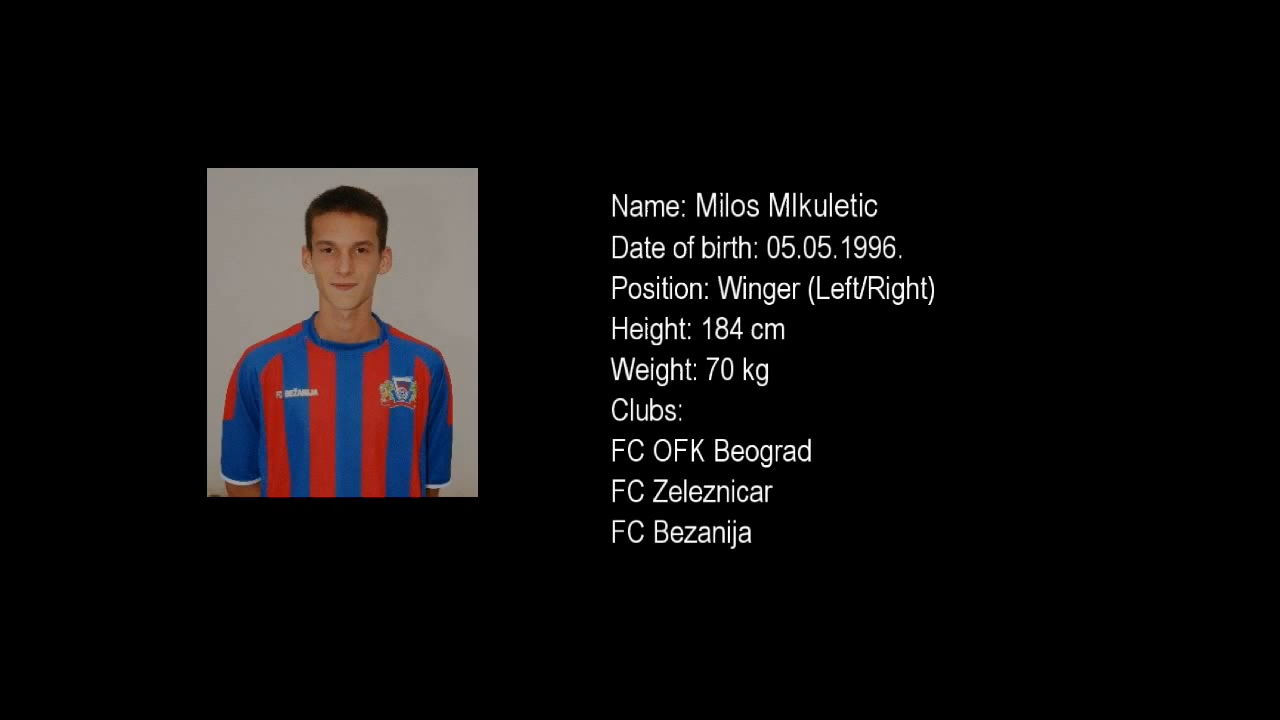 Name: Milos MIkuletic
Date of birth: 05.05.1996.
Position: Winger (Left/Right)
Height: 184 cm
Weight: 70 kg
Clubs:
FC OFK Beograd
FC Zeleznicar
FC Bezanija
FC BEŽANIJA